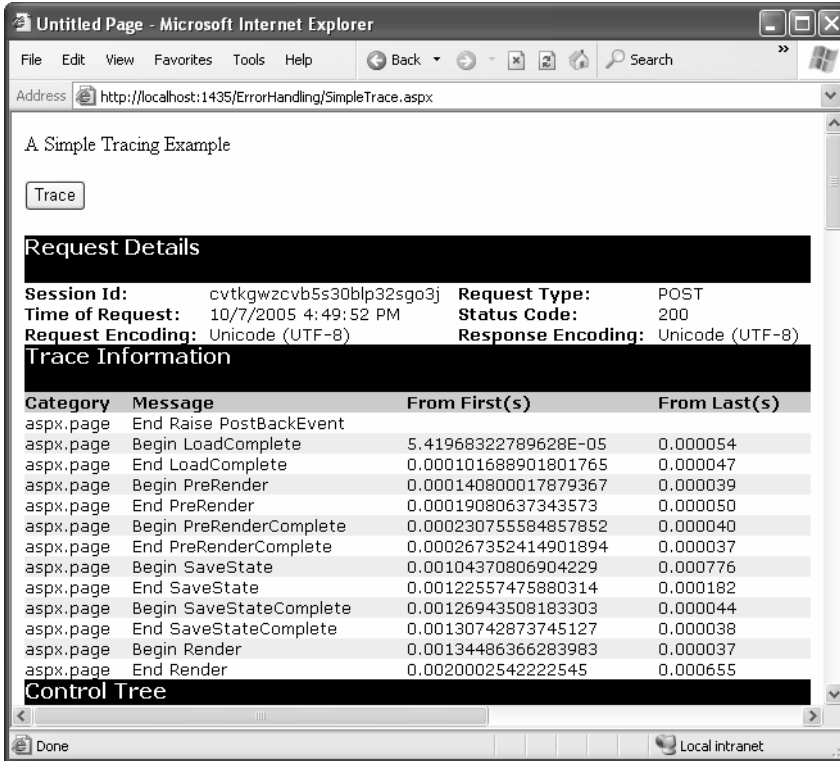 Untitled Page - Microsoft Internet Explorer
File Edit View Favorites Tools Help Back Search »
Address http://localhost:1435/ErrorHandling/SimpleTrace.aspx
A Simple Tracing Example
Trace
Request Details
Session Id: cvtkgwzcvb5s30blp32sgo3j Request Type: POST
Time of Request: 10/7/2005 4:49:52 PM Status Code: 200
Request Encoding: Unicode (UTF-8) Response Encoding: Unicode (UTF-8)
Trace Information
Category Message From First(s) From Last(s)
aspx.page End Raise PostBackEvent
aspx.page Begin LoadComplete 5.41968322789628E-05 0.000054
aspx.page End LoadComplete 0.000101688901801765 0.000047
aspx.page Begin PreRender 0.000140800017879367 0.000039
aspx.page End PreRender 0.00019080637343573 0.000050
aspx.page Begin PreRenderComplete 0.000230755584857852 0.000040
aspx.page End PreRenderComplete 0.000267352414901894 0.000037
aspx.page Begin SaveState 0.00104370806904229 0.000776
aspx.page End SaveState 0.00122557475880314 0.000182
aspx.page Begin SaveStateComplete 0.00126943508183303 0.000044
aspx.page End SaveStateComplete 0.00130742873745127 0.000038
aspx.page Begin Render 0.00134486366283983 0.000037
aspx.page End Render 0.0020002542222545 0.000655
Control Tree
Done Local intranet